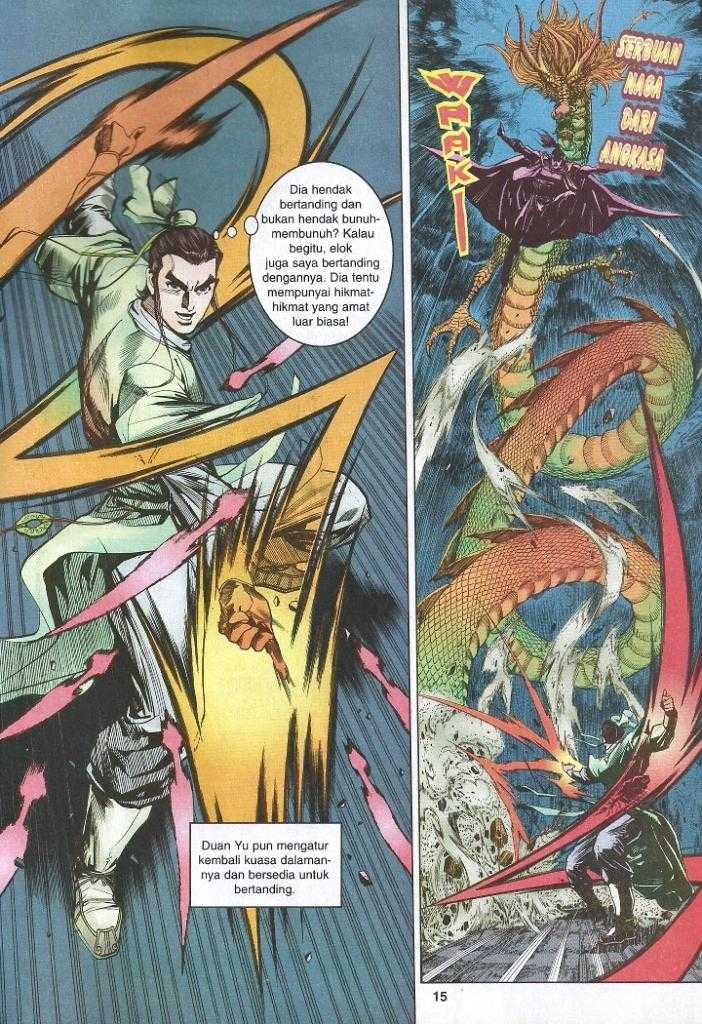 Dia hendak
bertanding dan
bukan hendak bunuh-
membunuh? Kalau
begitu, elok
juga saya bertanding
dengannya. Dia tentu
mempunyai hikmat-
hikmat yang amat
luar biasa!
Duan Yu pun mengatur
kembali kuasa dalaman-
nya dan bersedia untuk
bertanding.
WAAK!
SERBUAN
NAGA
DARI
ANGKASA
15